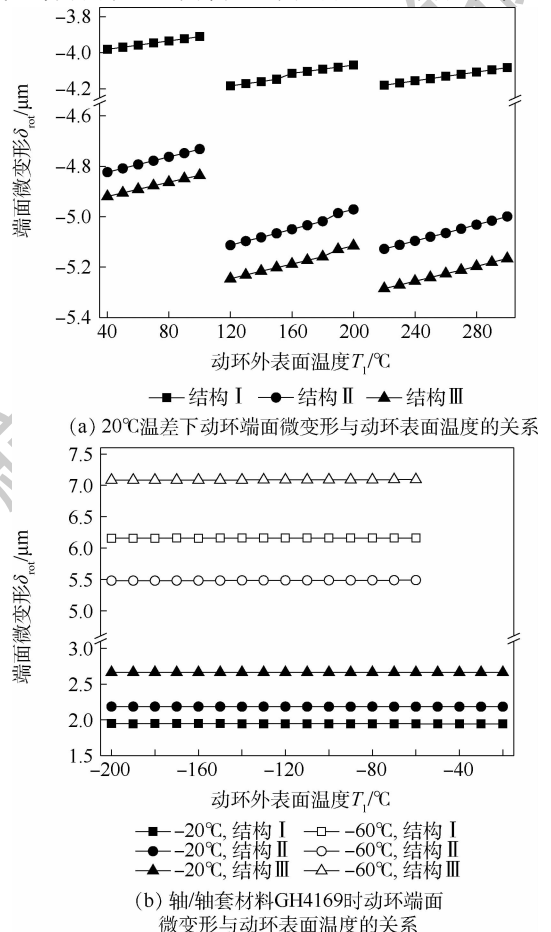 -3.8
-4.0
-4.2
-4.6
-4.8
-5.0
-5.2
-5.4
端面微变形δrot/μm
40 80 120 160 200 240 280
动环外表面温度T1/℃
结构Ⅰ 结构Ⅱ 结构Ⅲ
(a) 20℃温差下动环端面微变形与动环表面温度的关系
7.5
7.0
6.5
6.0
5.5
5.0
3.0
2.5
2.0
1.5
端面微变形δrot/μm
-200 -160 -120 -80 -40
动环外表面温度T1/℃
-20℃, 结构Ⅰ -60℃, 结构Ⅰ
-20℃, 结构Ⅱ -60℃, 结构Ⅱ
-20℃, 结构Ⅲ -60℃, 结构Ⅲ
(b) 轴/轴套材料GH4169时动环端面
微变形与动环表面温度的关系